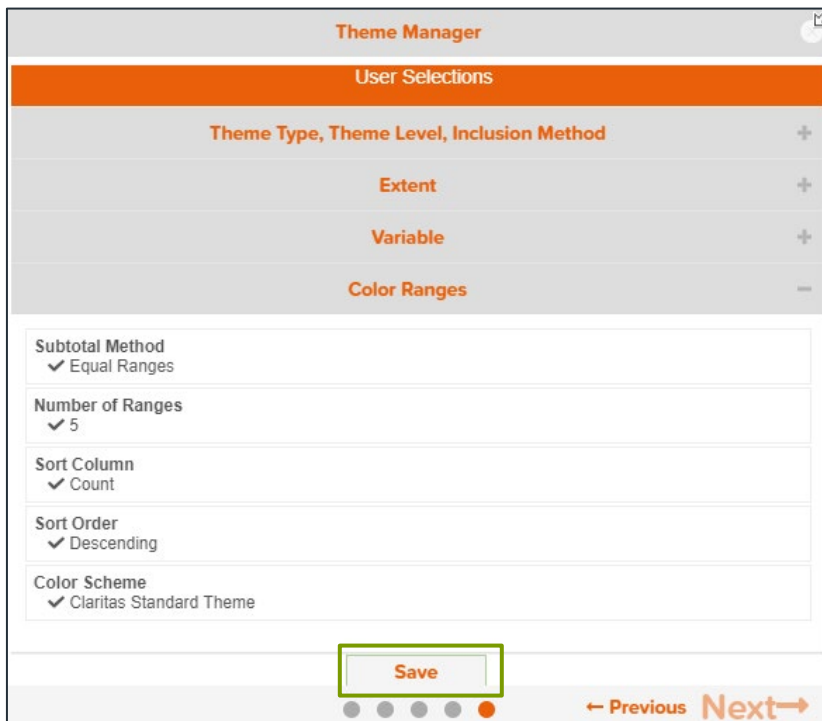 Theme Manager
User Selections
Theme Type, Theme Level, Inclusion Method
Extent
Variable
Color Ranges
Subtotal Method
✓ Equal Ranges
Number of Ranges
✓ 5
Sort Column
✓ Count
Sort Order
✓ Descending
Color Scheme
✓ Claritas Standard Theme
Save
← Previous Next→